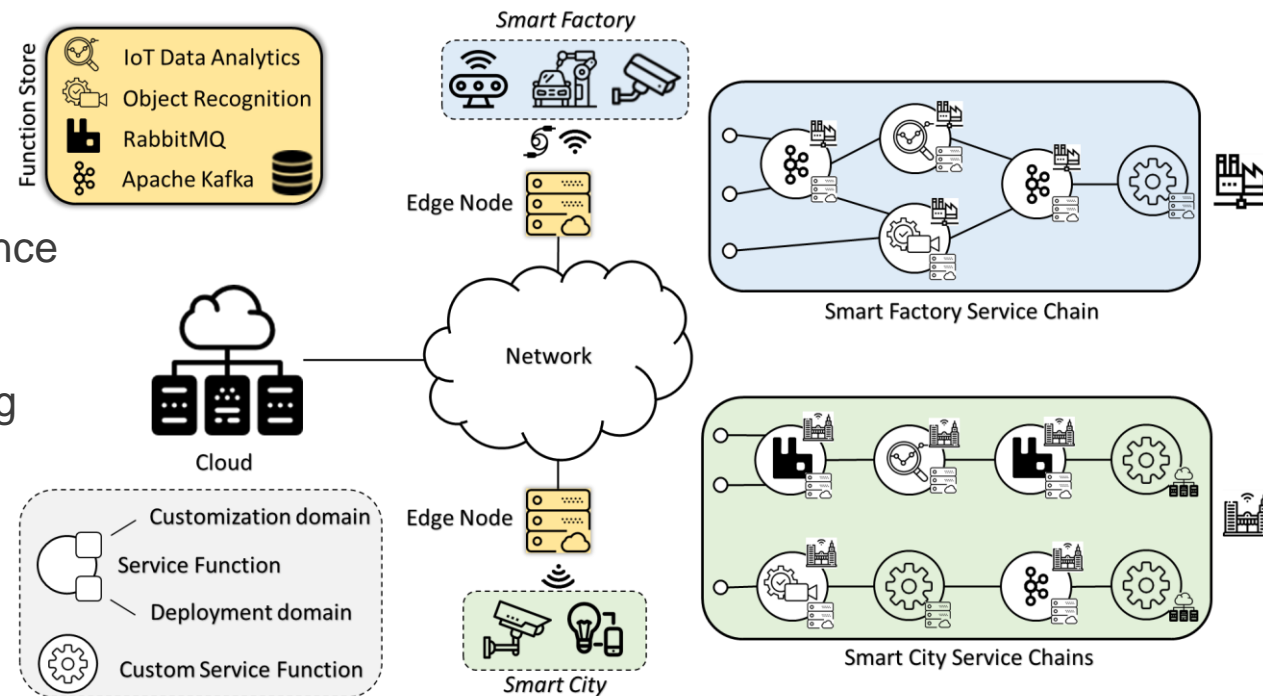 Smart Factory
Function Store
IoT Data Analytics
Object Recognition
RabbitMQ
Apache Kafka
Edge Node
Smart Factory Service Chain
Network
Cloud
Edge Node
Customization domain
Service Function
Deployment domain
Custom Service Function
Smart City
Smart City Service Chains
nce
g